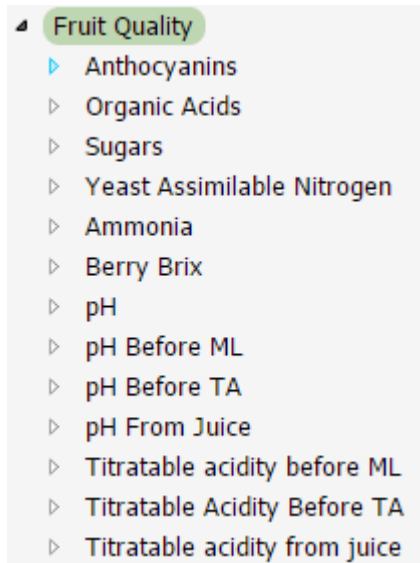 Fruit Quality
Anthocyanins
Organic Acids
Sugars
Yeast Assimilable Nitrogen
Ammonia
Berry Brix
pH
pH Before ML
pH Before TA
pH From Juice
Titratable acidity before ML
Titratable Acidity Before TA
Titratable acidity from juice